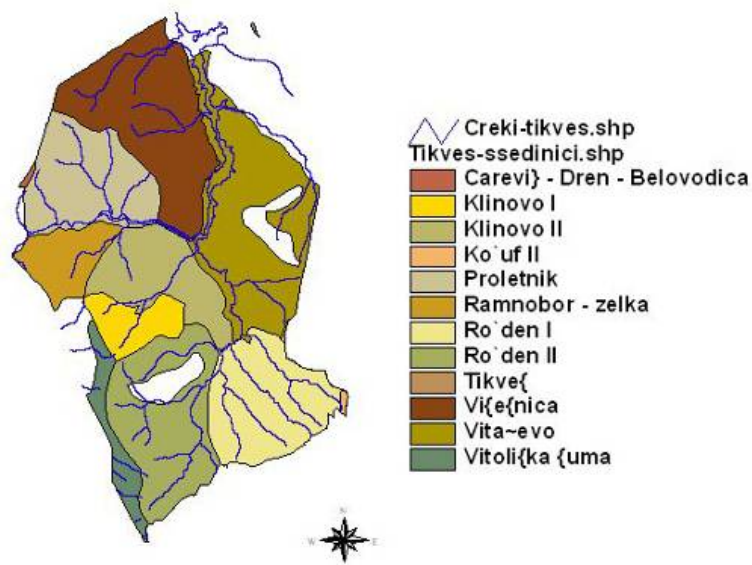 Creki-tikves.shp
Tikves-ssedinici.shp
Carevi} - Dren - Belovodica
Klinovo I
Klinovo II
Ko`uf II
Proletnik
Ramnobor - zelka
Ro`den I
Ro`den II
Tikve{
Vi{e{nica
Vita~evo
Vitoli{ka {uma
N
W E
S